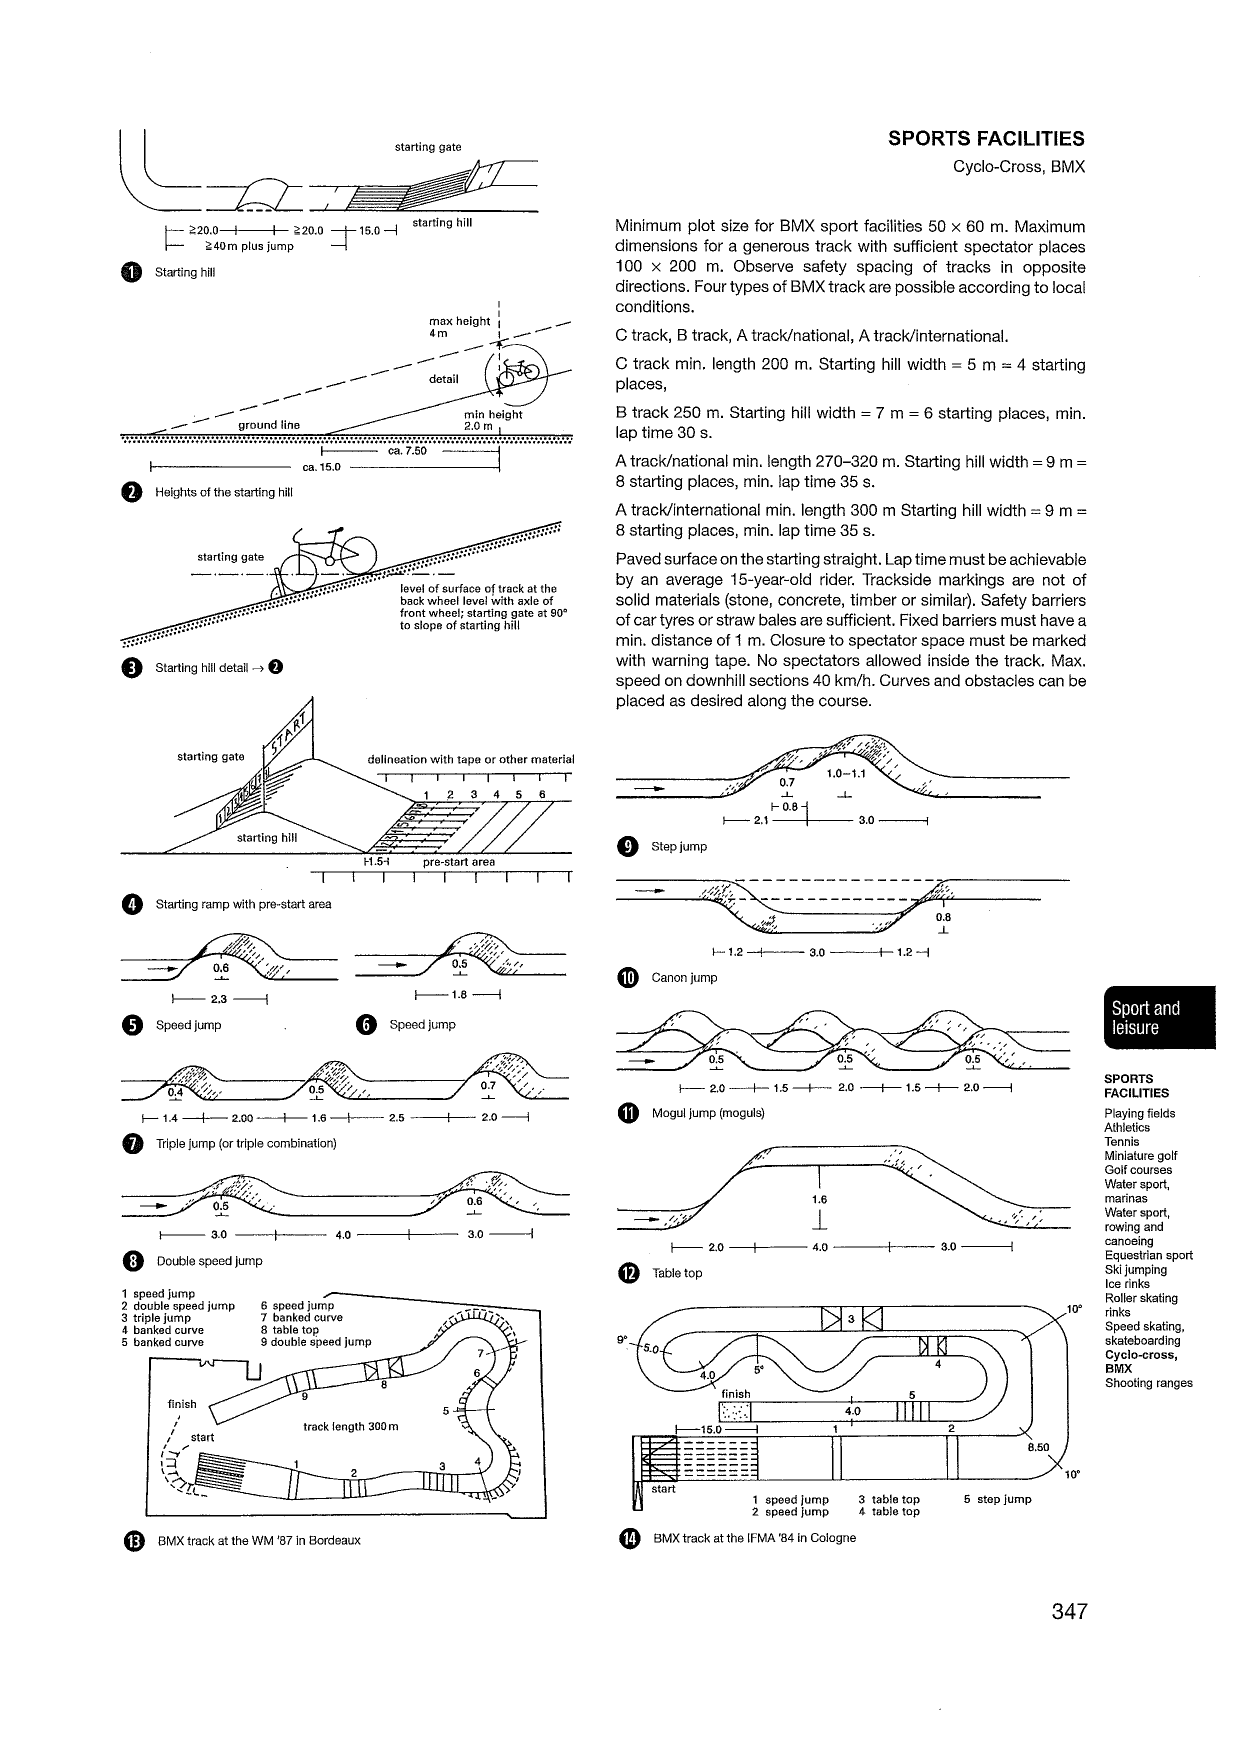 SPORTS FACILITIES
Cyclo-Cross, BMX
starting gate
starting hill
≧20.0
≧20.0
15.0
≧40 m plus jump
1 Starting hill
max height
4 m
detail
min height
2.0 m
ground line
ca. 7.50
ca. 15.0
2 Heights of the starting hill
starting gate
level of surface of track at the
back wheel level with axle of
front wheel; starting gate at 90°
to slope of starting hill
3 Starting hill detail → 2
START
starting gate
delineation with tape or other material
1 2 3 4 5 6
starting hill
1.5
pre-start area
4 Starting ramp with pre-start area
0.6
2.3
5 Speed jump
0.5
1.8
6 Speed jump
0.4
0.5
0.7
1.4 2.00 1.6 2.5 2.0
7 Triple jump (or triple combination)
0.5
0.6
3.0 4.0 3.0
8 Double speed jump
1 speed jump
2 double speed jump
3 triple jump
4 banked curve
5 banked curve
6 speed jump
7 banked curve
8 table top
9 double speed jump
7
6
8
9
finish
5
track length 300 m
start
1
2
3
4
13 BMX track at the WM '87 in Bordeaux
Minimum plot size for BMX sport facilities 50 × 60 m. Maximum
dimensions for a generous track with sufficient spectator places
100 × 200 m. Observe safety spacing of tracks in opposite
directions. Four types of BMX track are possible according to local
conditions.
C track, B track, A track/national, A track/international.
C track min. length 200 m. Starting hill width = 5 m = 4 starting
places,
B track 250 m. Starting hill width = 7 m = 6 starting places, min.
lap time 30 s.
A track/national min. length 270–320 m. Starting hill width = 9 m =
8 starting places, min. lap time 35 s.
A track/international min. length 300 m Starting hill width = 9 m =
8 starting places, min. lap time 35 s.
Paved surface on the starting straight. Lap time must be achievable
by an average 15-year-old rider. Trackside markings are not of
solid materials (stone, concrete, timber or similar). Safety barriers
of car tyres or straw bales are sufficient. Fixed barriers must have a
min. distance of 1 m. Closure to spectator space must be marked
with warning tape. No spectators allowed inside the track. Max.
speed on downhill sections 40 km/h. Curves and obstacles can be
placed as desired along the course.
0.7
1.0–1.1
0.8
2.1
3.0
9 Step jump
0.8
1.2 3.0 1.2
10 Canon jump
0.5
0.5
0.5
2.0 1.5 2.0 1.5 2.0
11 Mogul jump (moguls)
1.6
2.0 4.0 3.0
12 Table top
10°
3
9°
5.0
4.0
5°
4
finish
5
4.0
15.0
1
2
8.50
10°
start
1 speed jump
2 speed jump
3 table top
4 table top
5 step jump
14 BMX track at the IFMA '84 in Cologne
Sport and
leisure
SPORTS
FACILITIES
Playing fields
Athletics
Tennis
Miniature golf
Golf courses
Water sport,
marinas
Water sport,
rowing and
canoeing
Equestrian sport
Ski jumping
Ice rinks
Roller skating
rinks
Speed skating,
skateboarding
Cyclo-cross,
BMX
Shooting ranges
347